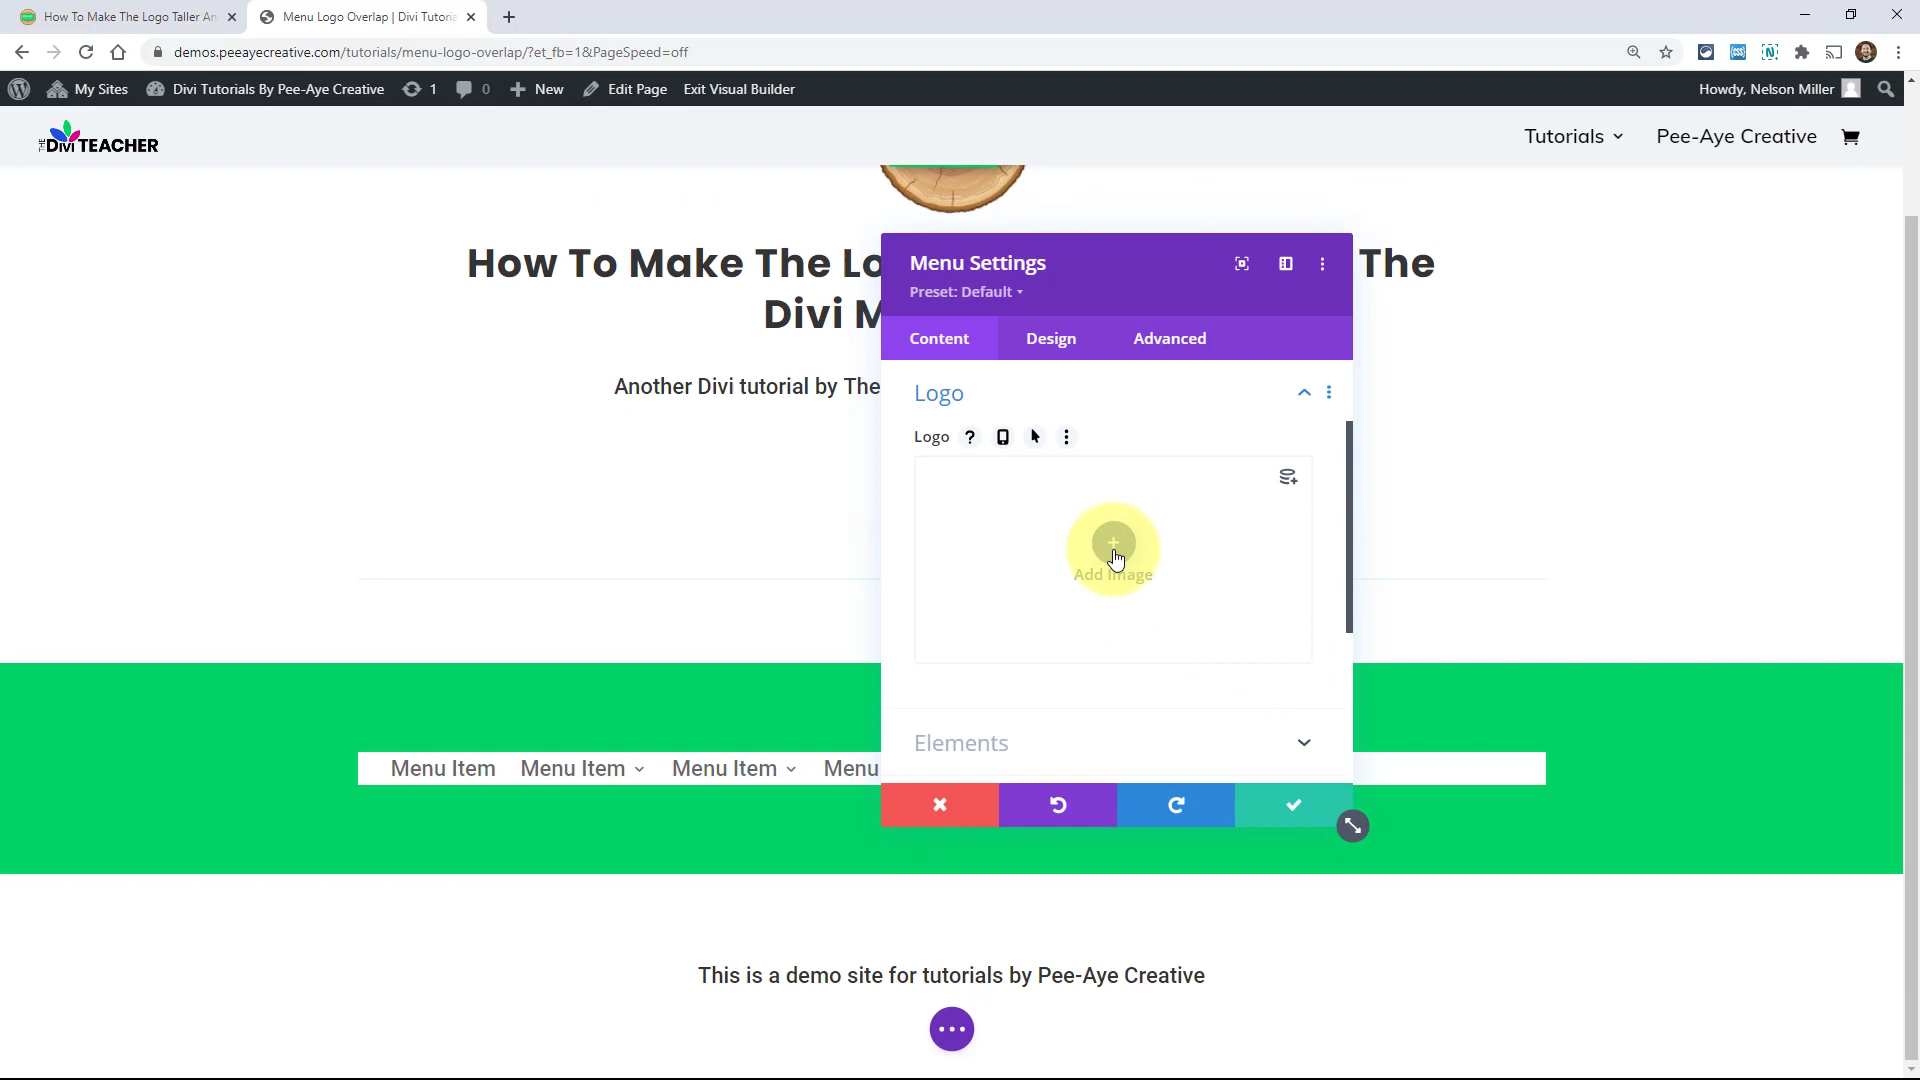 How To Make The Logo Taller An
Menu Logo Overlap | Divi Tutoria
demos.peeayecreative.com/tutorials/menu-logo-overlap/?et_fb=1&PageSpeed=off
My Sites
Divi Tutorials By Pee-Aye Creative
1
0
New
Edit Page
Exit Visual Builder
Howdy, Nelson Miller
THE DIVI TEACHER
Tutorials
Pee-Aye Creative
How To Make The Lo
The
Divi M
Another Divi tutorial by The
Menu Settings
Preset: Default
Content
Design
Advanced
Logo
Logo
Add Image
Elements
Menu Item
Menu Item
Menu Item
Menu
This is a demo site for tutorials by Pee-Aye Creative